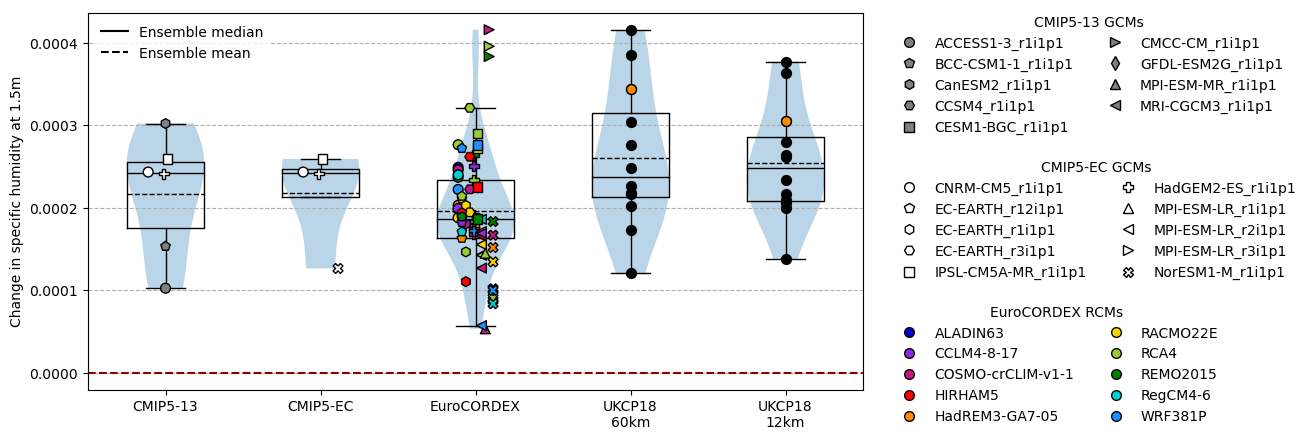 Change in specific humidity at 1.5m
0.0004
0.0003
0.0002
0.0001
0.0000
Ensemble median
Ensemble mean
CMIP5-13
CMIP5-EC
EuroCORDEX
UKCP18
60km
UKCP18
12km
CMIP5-13 GCMs
ACCESS1-3_r1i1p1
BCC-CSM1-1_r1i1p1
CanESM2_r1i1p1
CCSM4_r1i1p1
CESM1-BGC_r1i1p1
CMCC-CM_r1i1p1
GFDL-ESM2G_r1i1p1
MPI-ESM-MR_r1i1p1
MRI-CGCM3_r1i1p1
CMIP5-EC GCMs
CNRM-CM5_r1i1p1
EC-EARTH_r12i1p1
EC-EARTH_r1i1p1
EC-EARTH_r3i1p1
IPSL-CM5A-MR_r1i1p1
HadGEM2-ES_r1i1p1
MPI-ESM-LR_r1i1p1
MPI-ESM-LR_r2i1p1
MPI-ESM-LR_r3i1p1
NorESM1-M_r1i1p1
EuroCORDEX RCMs
ALADIN63
CCLM4-8-17
COSMO-crCLIM-v1-1
HIRHAM5
HadREM3-GA7-05
RACMO22E
RCA4
REMO2015
RegCM4-6
WRF381P